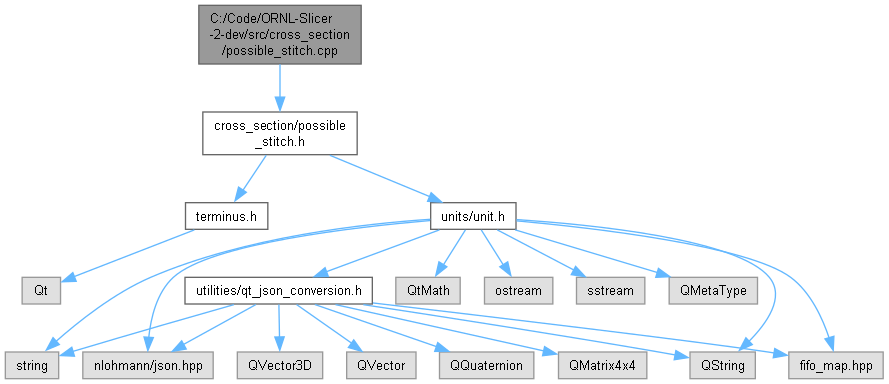 C:/Code/ORNL-Slicer
-2-dev/src/cross_section
/possible_stitch.cpp
cross_section/possible
_stitch.h
terminus.h
units/unit.h
Qt
utilities/qt_json_conversion.h
QtMath
ostream
sstream
QMetaType
string
nlohmann/json.hpp
QVector3D
QVector
QQuaternion
QMatrix4x4
QString
fifo_map.hpp